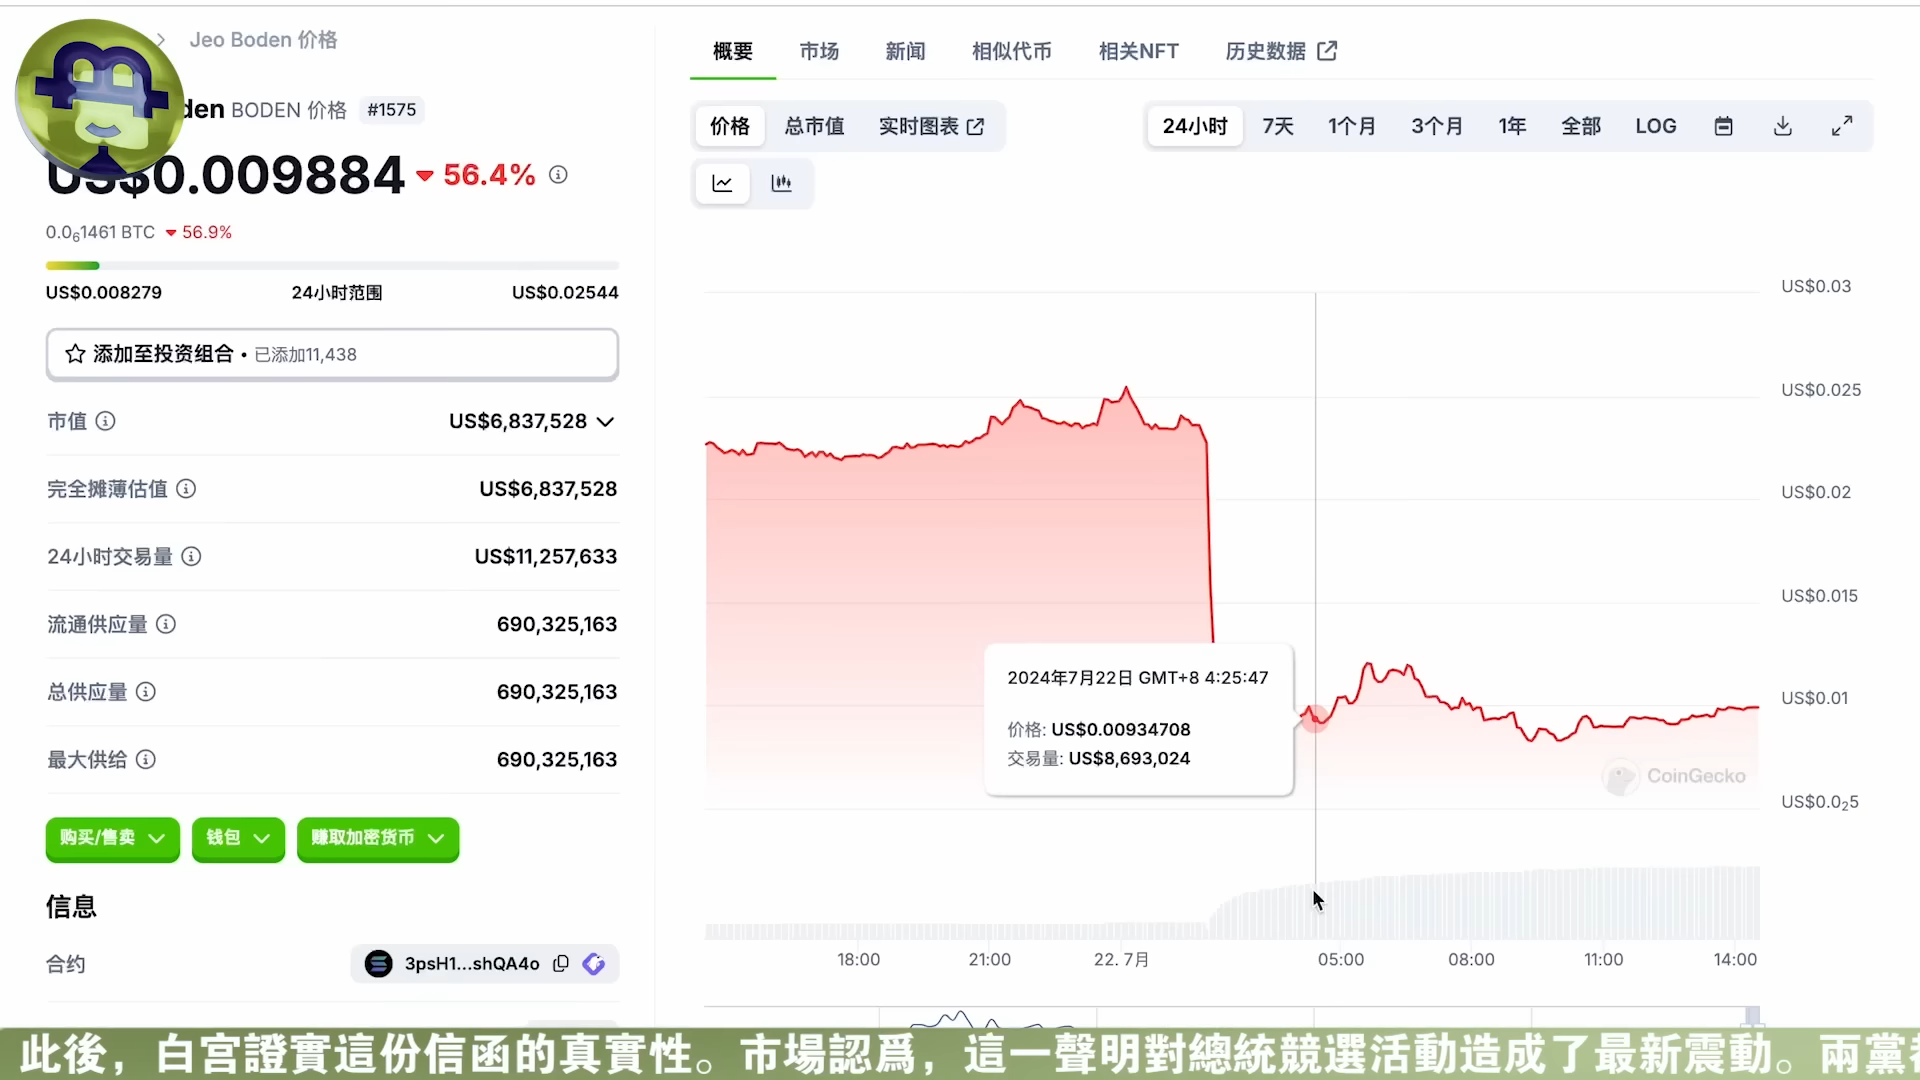 Jeo Boden 价格
den BODEN 价格 #1575
US$0.009884 56.4%
0.0₆1461 BTC 56.9%
US$0.008279 24小时范围 US$0.02544
添加至投资组合 • 已添加11,438
市值 US$6,837,528
完全摊薄估值 US$6,837,528
24小时交易量 US$11,257,633
流通供应量 690,325,163
总供应量 690,325,163
最大供给 690,325,163
购买/售卖 钱包 赚取加密货币
信息
合约 3psH1...shQA4o
概要 市场 新闻 相似代币 相关NFT 历史数据
价格 总市值 实时图表
24小时 7天 1个月 3个月 1年 全部 LOG
US$0.03
US$0.025
US$0.02
US$0.015
US$0.01
US$0.0₂5
2024年7月22日 GMT+8 4:25:47
价格: US$0.00934708
交易量: US$8,693,024
CoinGecko
18:00 21:00 22. 7月 05:00 08:00 11:00 14:00
此後，白宮證實這份信函的真實性。市場認爲，這一聲明對總統競選活動造成了最新震動。兩黨